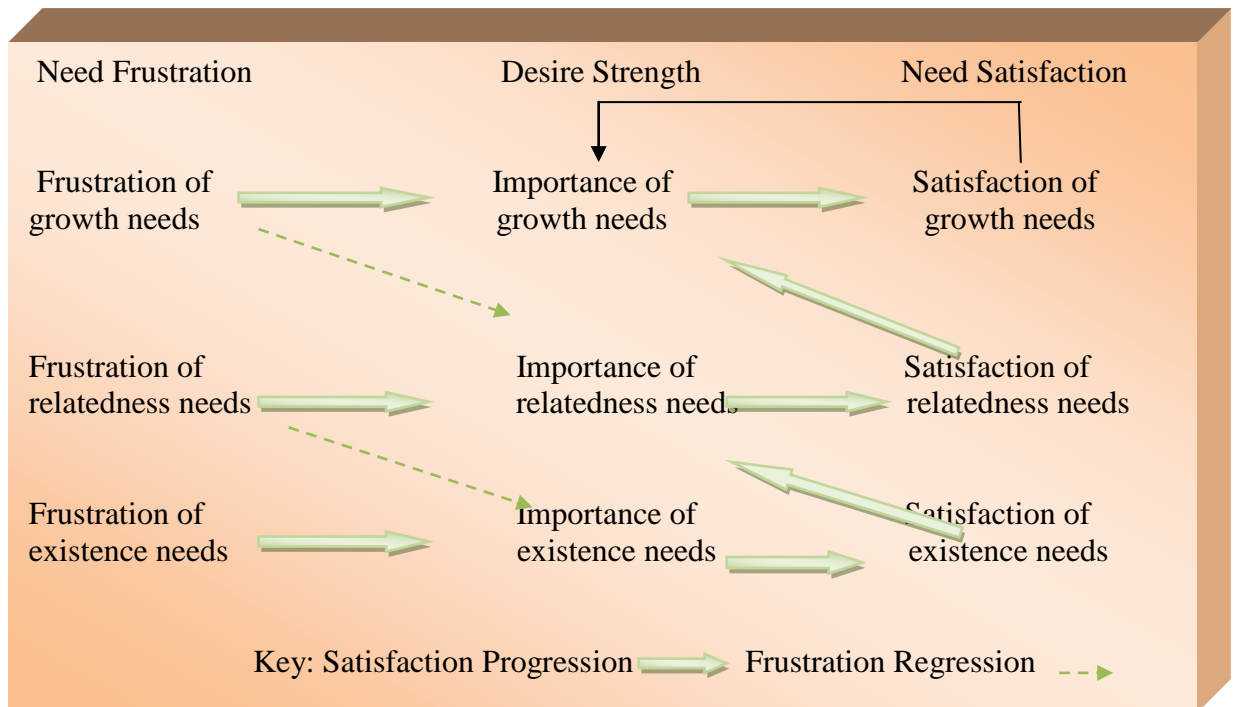 Need Frustration Desire Strength Need Satisfaction
Frustration of Importance of Satisfaction of
growth needs growth needs growth needs
Frustration of Importance of Satisfaction of
relatedness needs relatedness needs relatedness needs
Frustration of Importance of Satisfaction of
existence needs existence needs existence needs
Key: Satisfaction Progression Frustration Regression